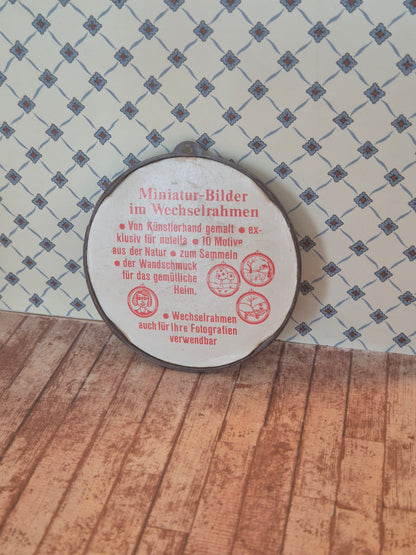 Miniatur-Bilder
im Wechselrahmen
• Von Künstlerhand gemalt • ex-
klusiv für nutella • 10 Motive
aus der Natur • zum Sammeln
• der Wandschmuck
für das gemütliche
Heim.
• Wechselrahmen
auch für Ihre Fotografien
verwendbar